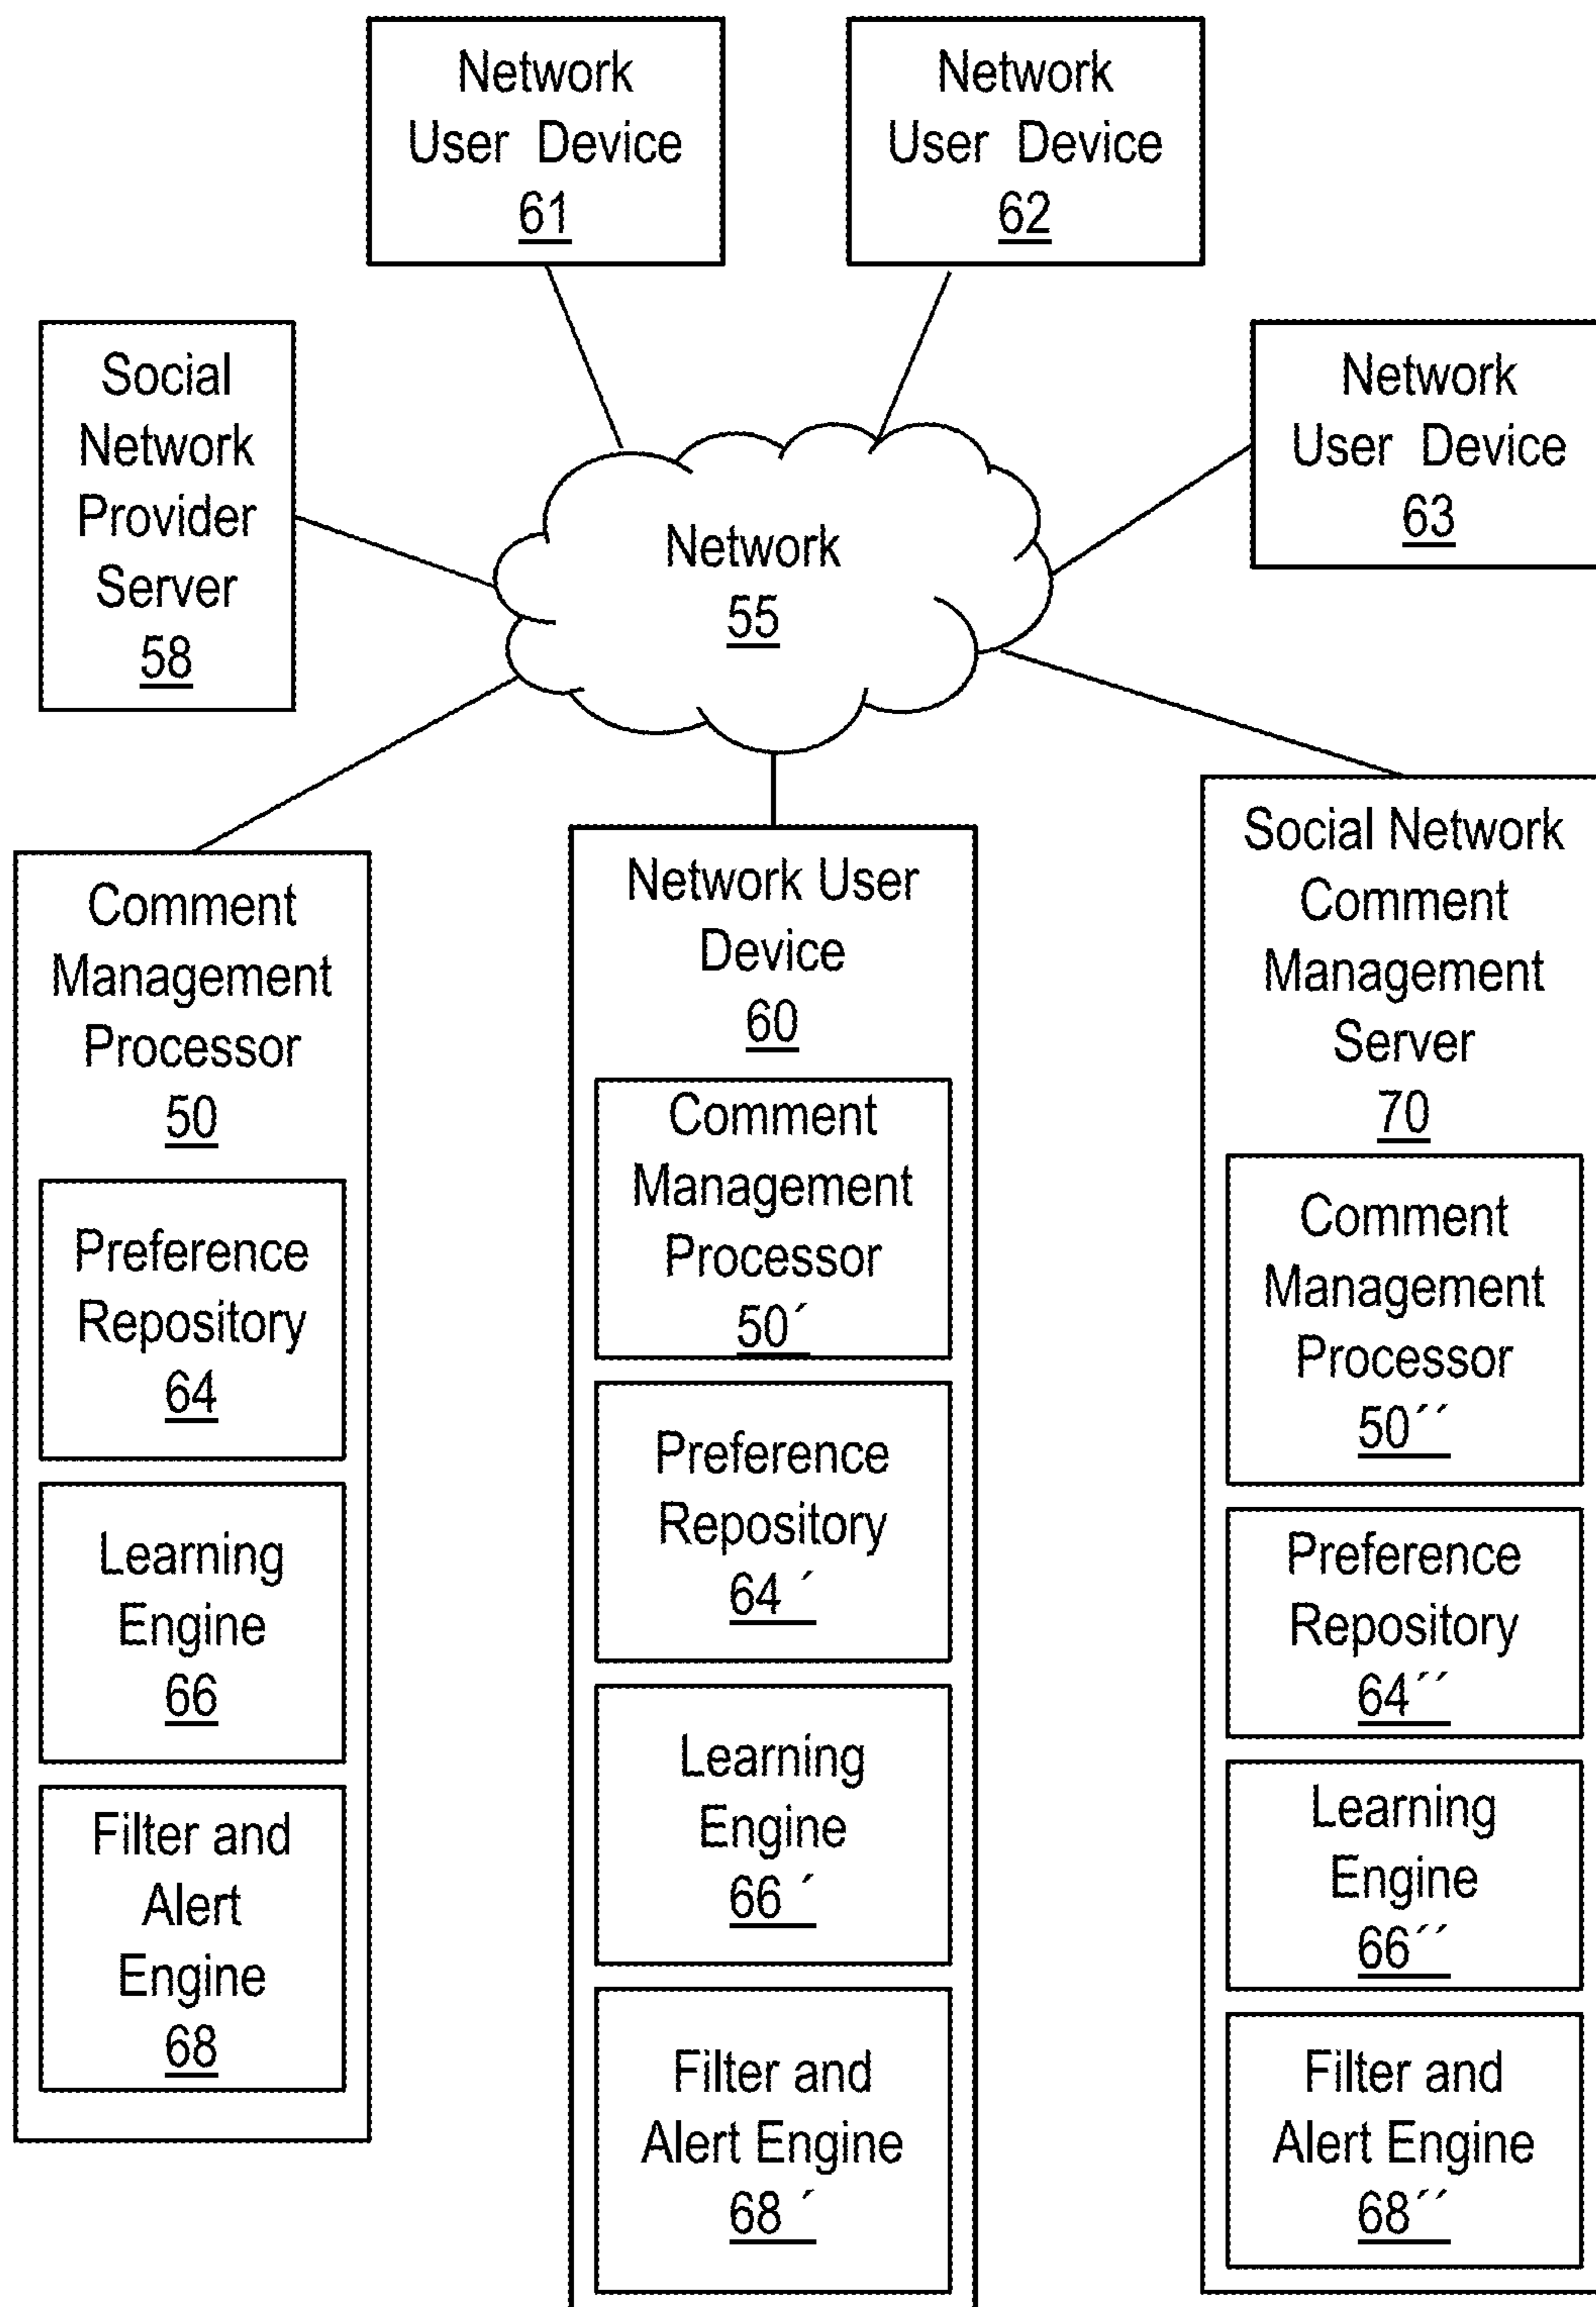 Network
User Device
61
Network
User Device
62
Social
Network
Provider
Server
58
Network
User Device
63
Network
55
Comment
Management
Processor
50
Preference
Repository
64
Learning
Engine
66
Filter and
Alert
Engine
68
Network User
Device
60
Comment
Management
Processor
50´
Preference
Repository
64 ´
Learning
Engine
66 ´
Filter and
Alert Engine
68 ´
Social Network
Comment
Management
Server
70
Comment
Management
Processor
50´´
Preference
Repository
64´´
Learning
Engine
66´´
Filter and
Alert Engine
68´´